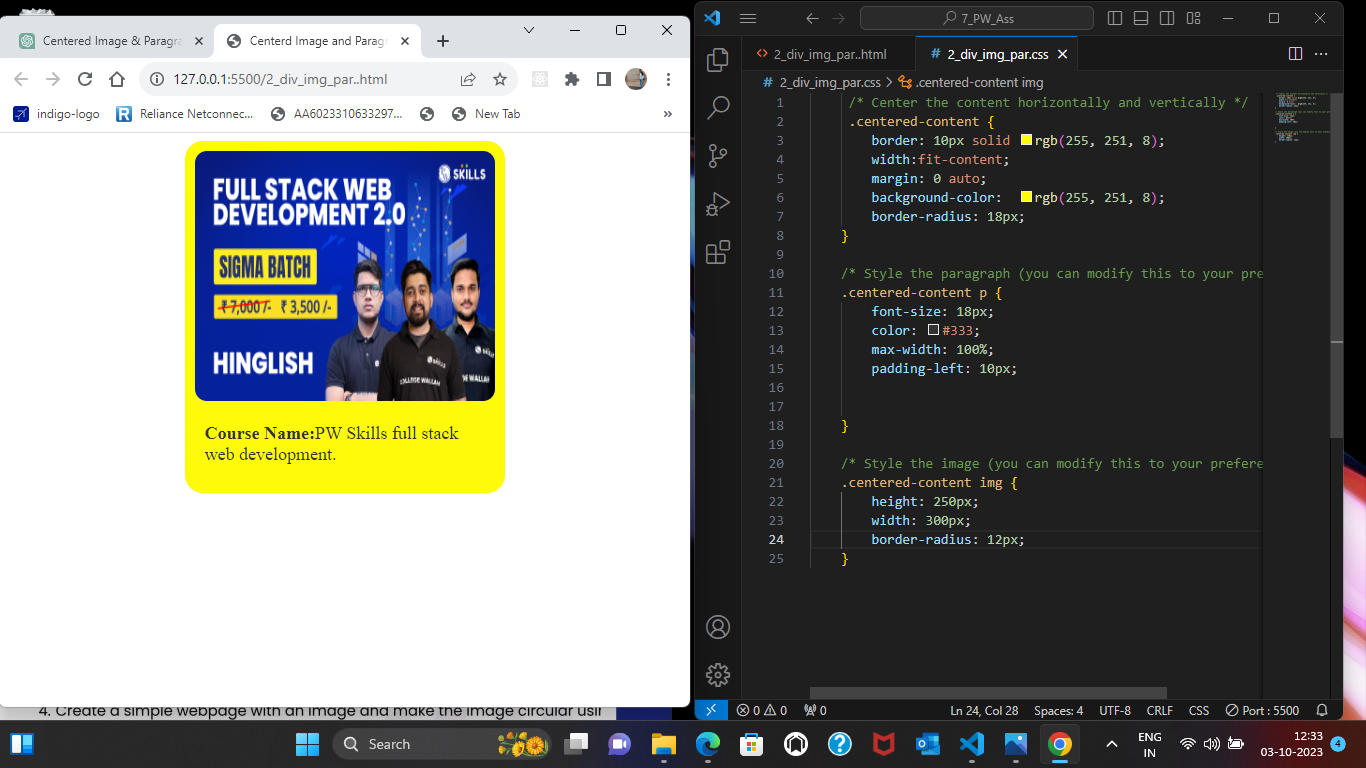 Centered Image & Paragra
Centerd Image and Parag
127.0.0.1:5500/2_div_img_par..html
indigo-logo
Reliance Netconnec...
AA6023310633297...
New Tab
»
SKILLS
FULL STACK WEB
DEVELOPMENT 2.0
SIGMA BATCH
₹ 7,000 /- ₹ 3,500 /-
HINGLISH
COLLEGE WALLAH
Course Name:PW Skills full stack
web development.
4. Create a simple webpage with an image and make the image circular usin
7_PW_Ass
2_div_img_par..html
# 2_div_img_par.css
# 2_div_img_par.css > .centered-content img
1 /* Center the content horizontally and vertically */
2 .centered-content {
3 border: 10px solid rgb(255, 251, 8);
4 width:fit-content;
5 margin: 0 auto;
6 background-color: rgb(255, 251, 8);
7 border-radius: 18px;
8 }
9
10 /* Style the paragraph (you can modify this to your pre
11 .centered-content p {
12 font-size: 18px;
13 color: #333;
14 max-width: 100%;
15 padding-left: 10px;
16
17
18 }
19
20 /* Style the image (you can modify this to your prefere
21 .centered-content img {
22 height: 250px;
23 width: 300px;
24 border-radius: 12px;
25 }
0 0 0
Ln 24, Col 28
Spaces: 4
UTF-8
CRLF
CSS
Port : 5500
Search
ENG
IN
12:33
03-10-2023
4